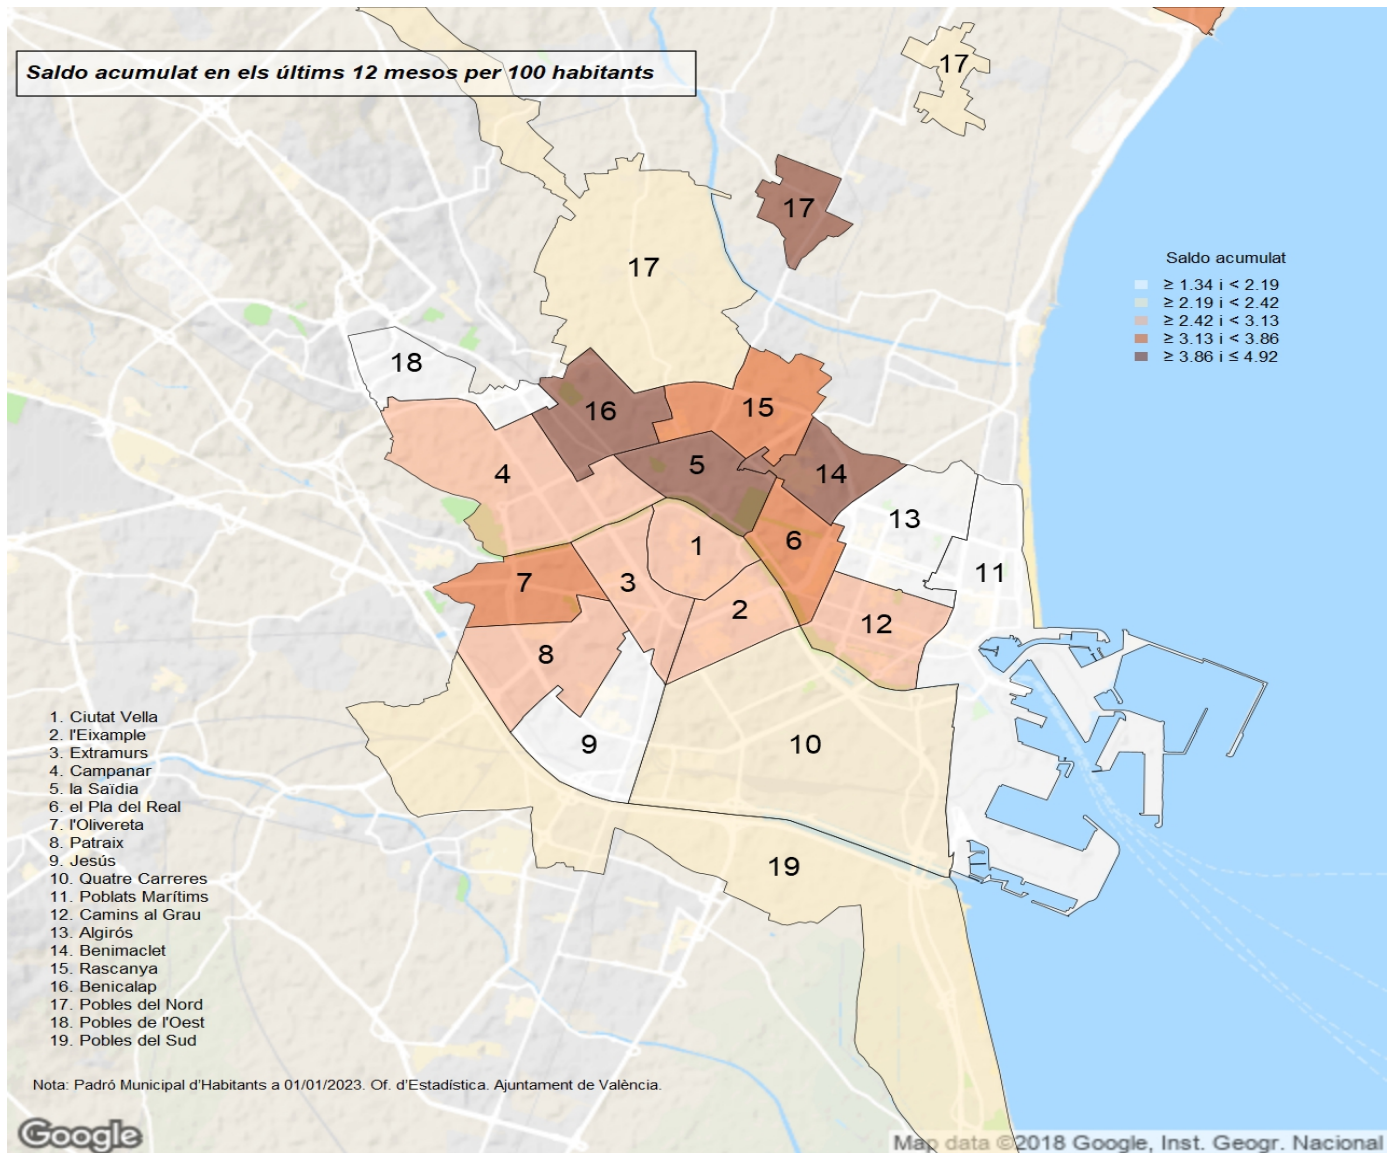 Saldo acumulat en els últims 12 mesos per 100 habitants
17
17
17
Saldo acumulat
≥ 1.34 i < 2.19
≥ 2.19 i < 2.42
≥ 2.42 i < 3.13
≥ 3.13 i < 3.86
≥ 3.86 i ≤ 4.92
18
16
15
4
5
14
13
6
1
11
7
3
2
12
8
9
10
19
1. Ciutat Vella
2. l'Eixample
3. Extramurs
4. Campanar
5. la Saïdia
6. el Pla del Real
7. l'Olivereta
8. Patraix
9. Jesús
10. Quatre Carreres
11. Poblats Marítims
12. Camins al Grau
13. Algirós
14. Benimaclet
15. Rascanya
16. Benicalap
17. Pobles del Nord
18. Pobles de l'Oest
19. Pobles del Sud
Nota: Padró Municipal d'Habitants a 01/01/2023. Of. d'Estadística. Ajuntament de València.
Google
Map data ©2018 Google, Inst. Geogr. Nacional